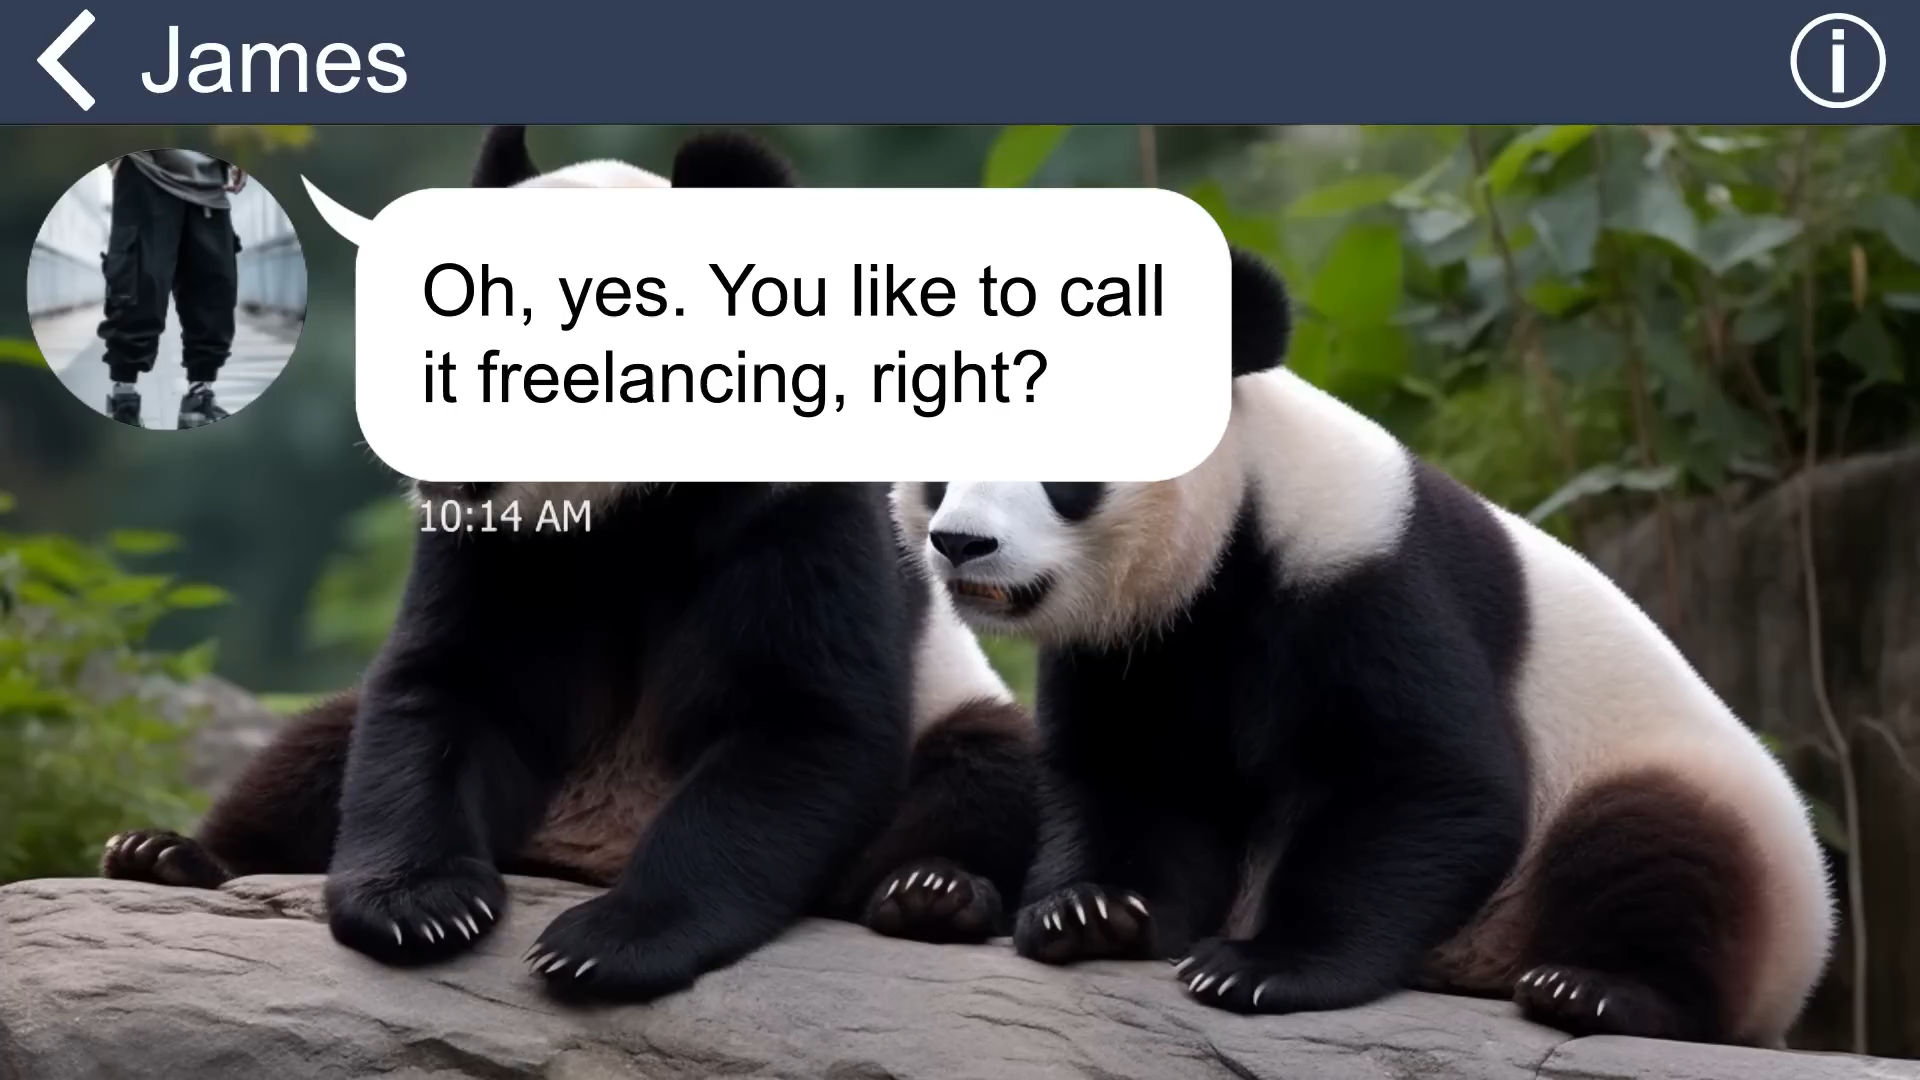 James
Oh, yes. You like to call
it freelancing, right?
10:14 AM